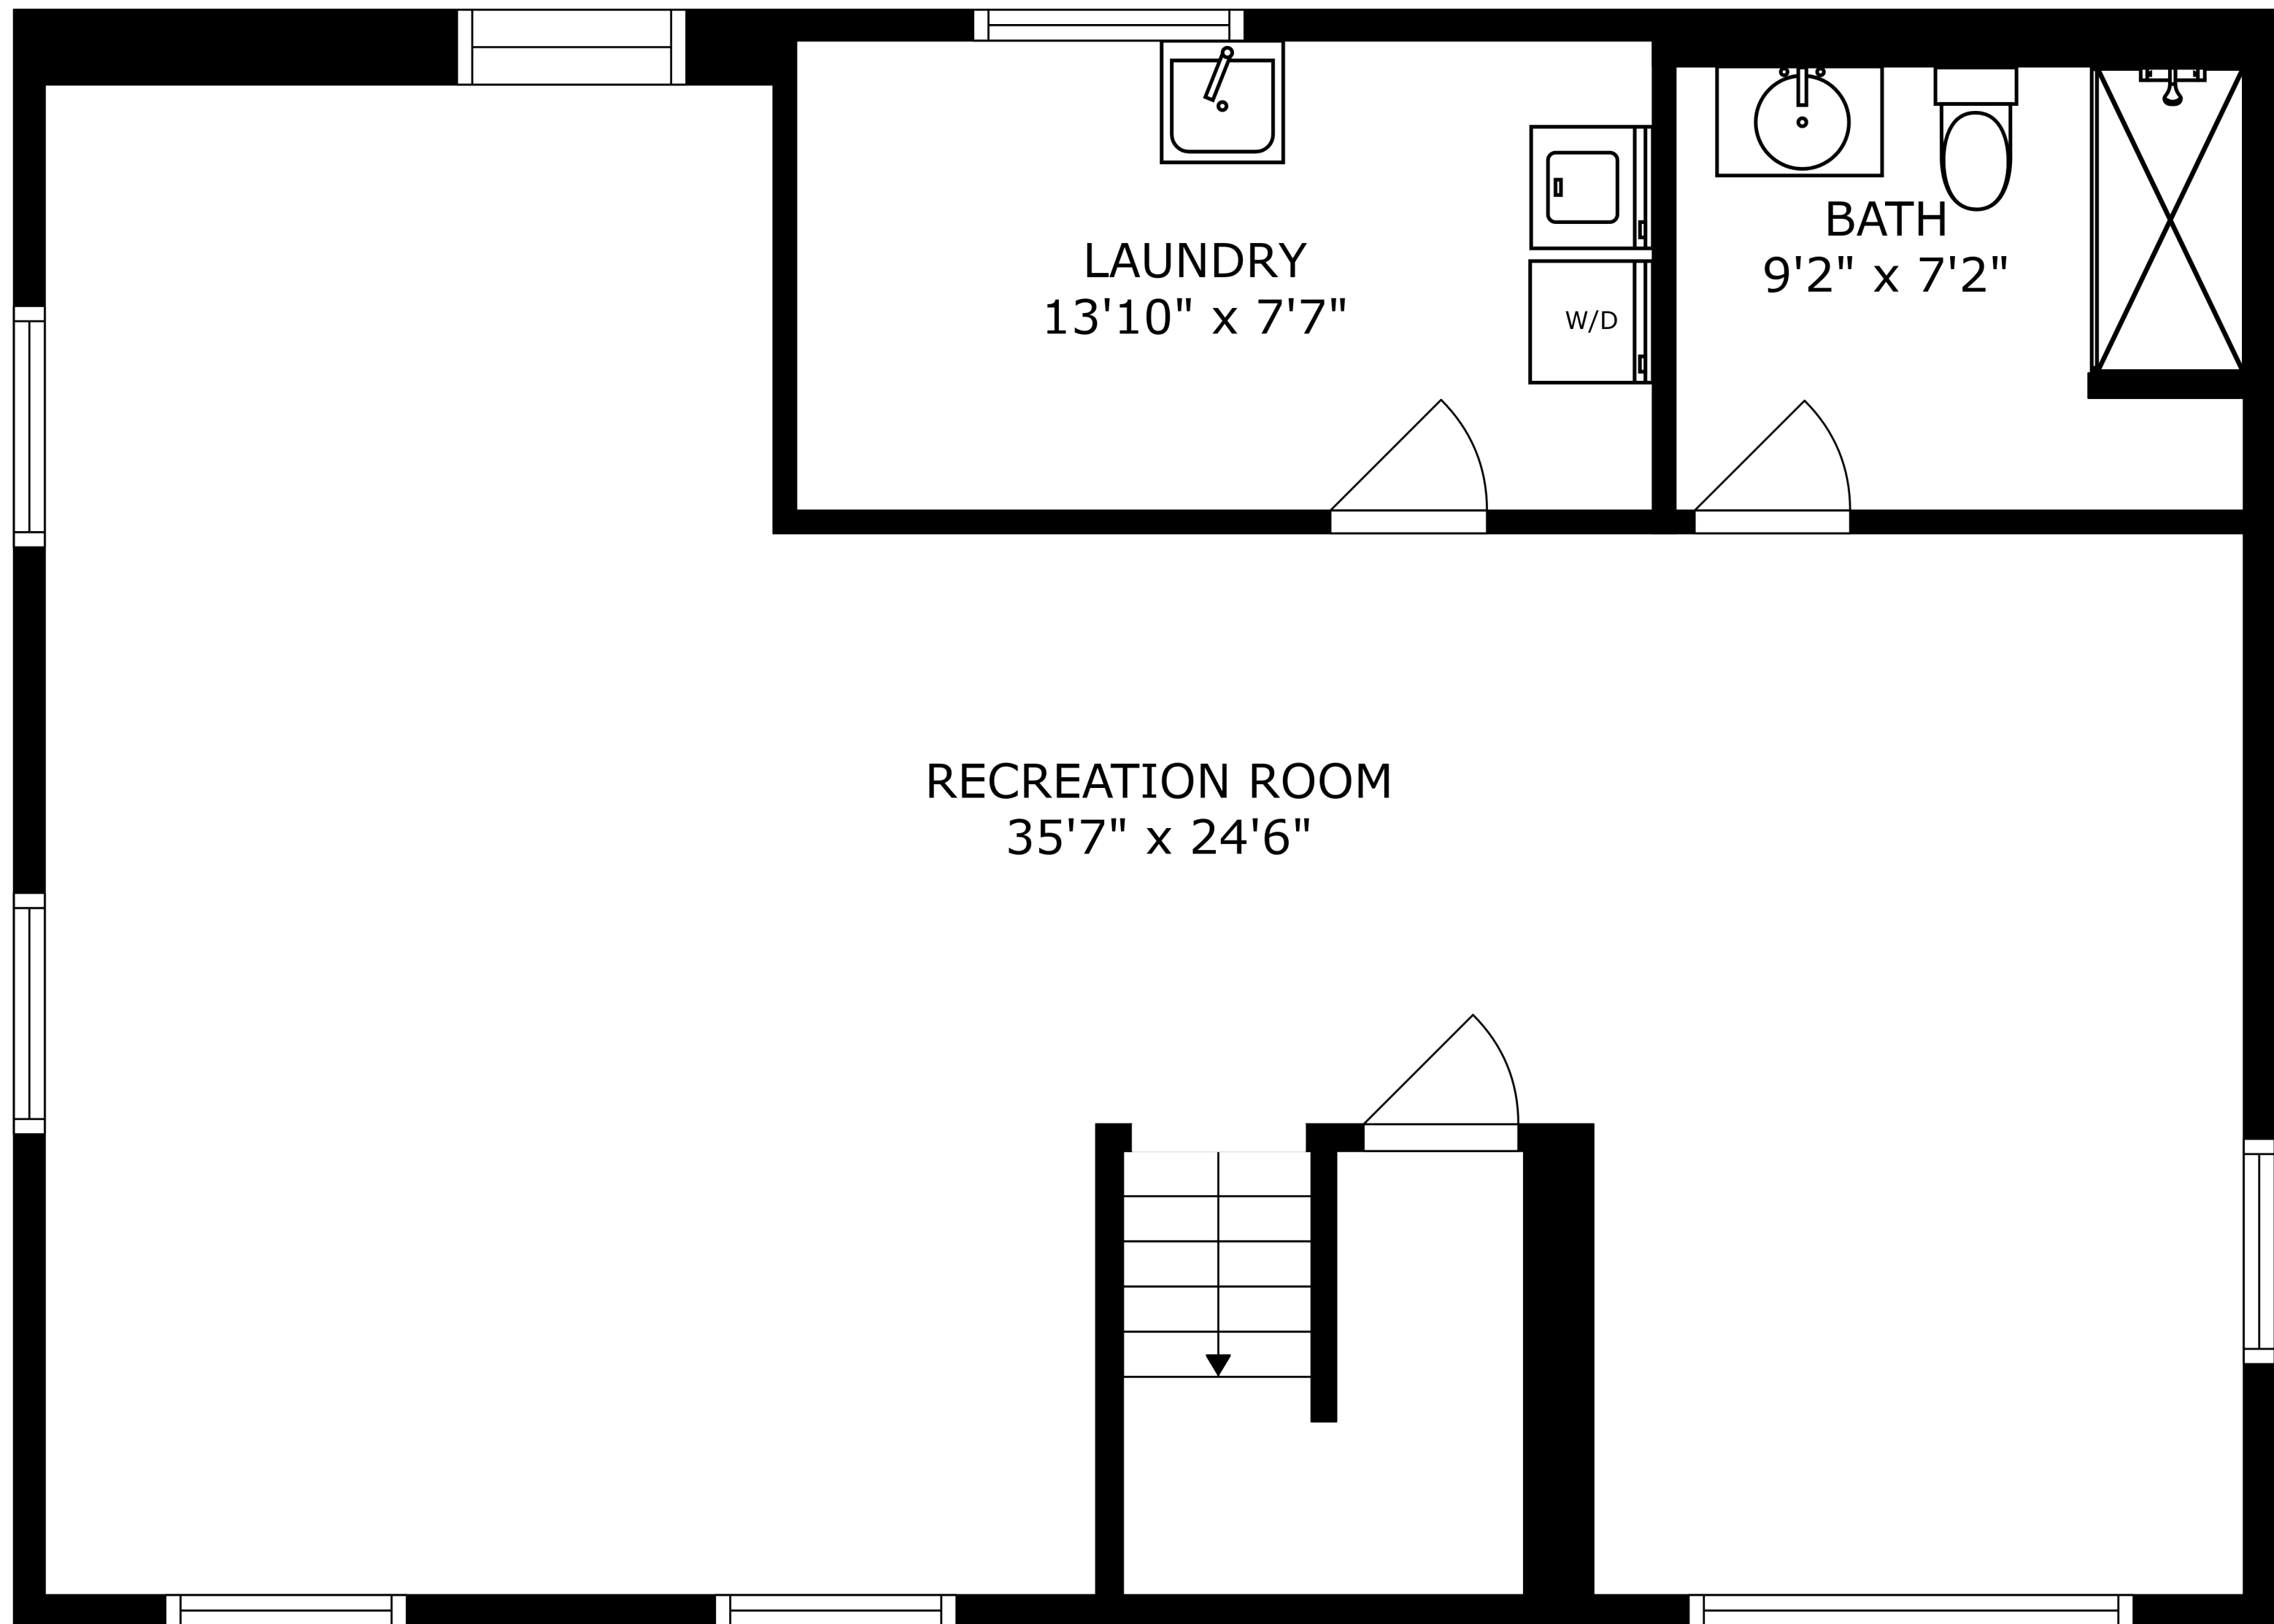 LAUNDRY
13'10" x 7'7"
W/D
BATH
9'2" x 7'2"
RECREATION ROOM
35'7" x 24'6"